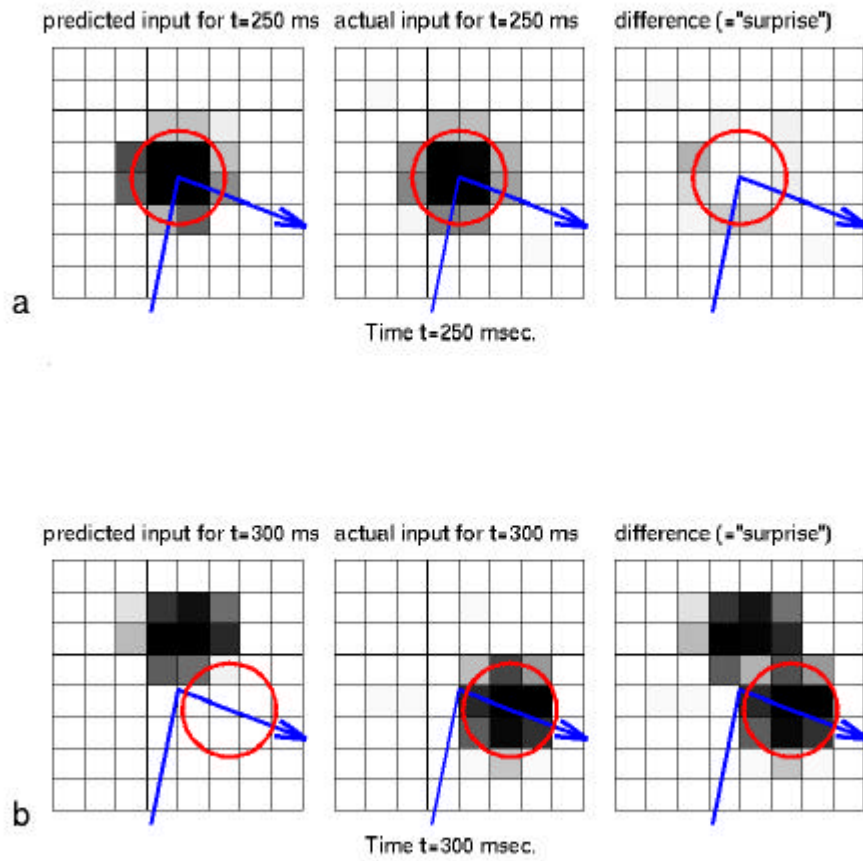 predicted input for t=250 ms actual input for t=250 ms difference (="surprise")
a
Time t=250 msec.
predicted input for t=300 ms actual input for t=300 ms difference (="surprise")
b
Time t=300 msec.